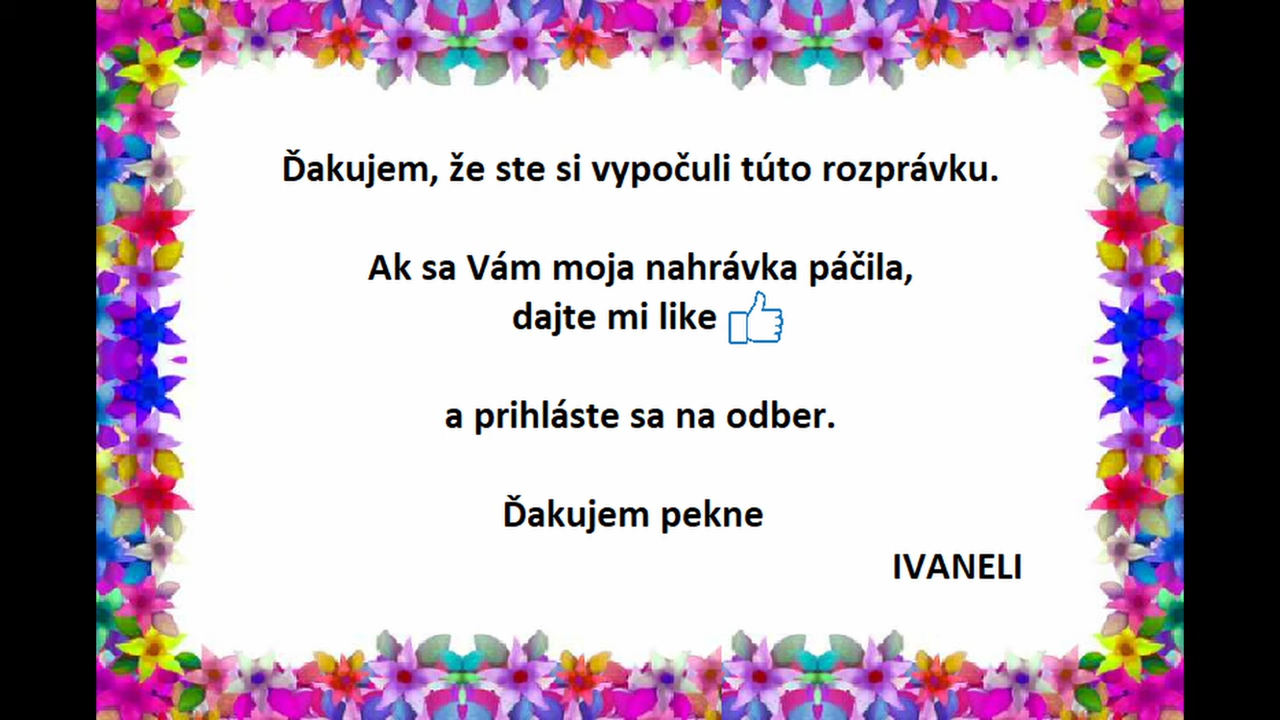 Ďakujem, že ste si vypočuli túto rozprávku.
Ak sa Vám moja nahrávka páčila,
dajte mi like
a prihláste sa na odber.
Ďakujem pekne
IVANELI